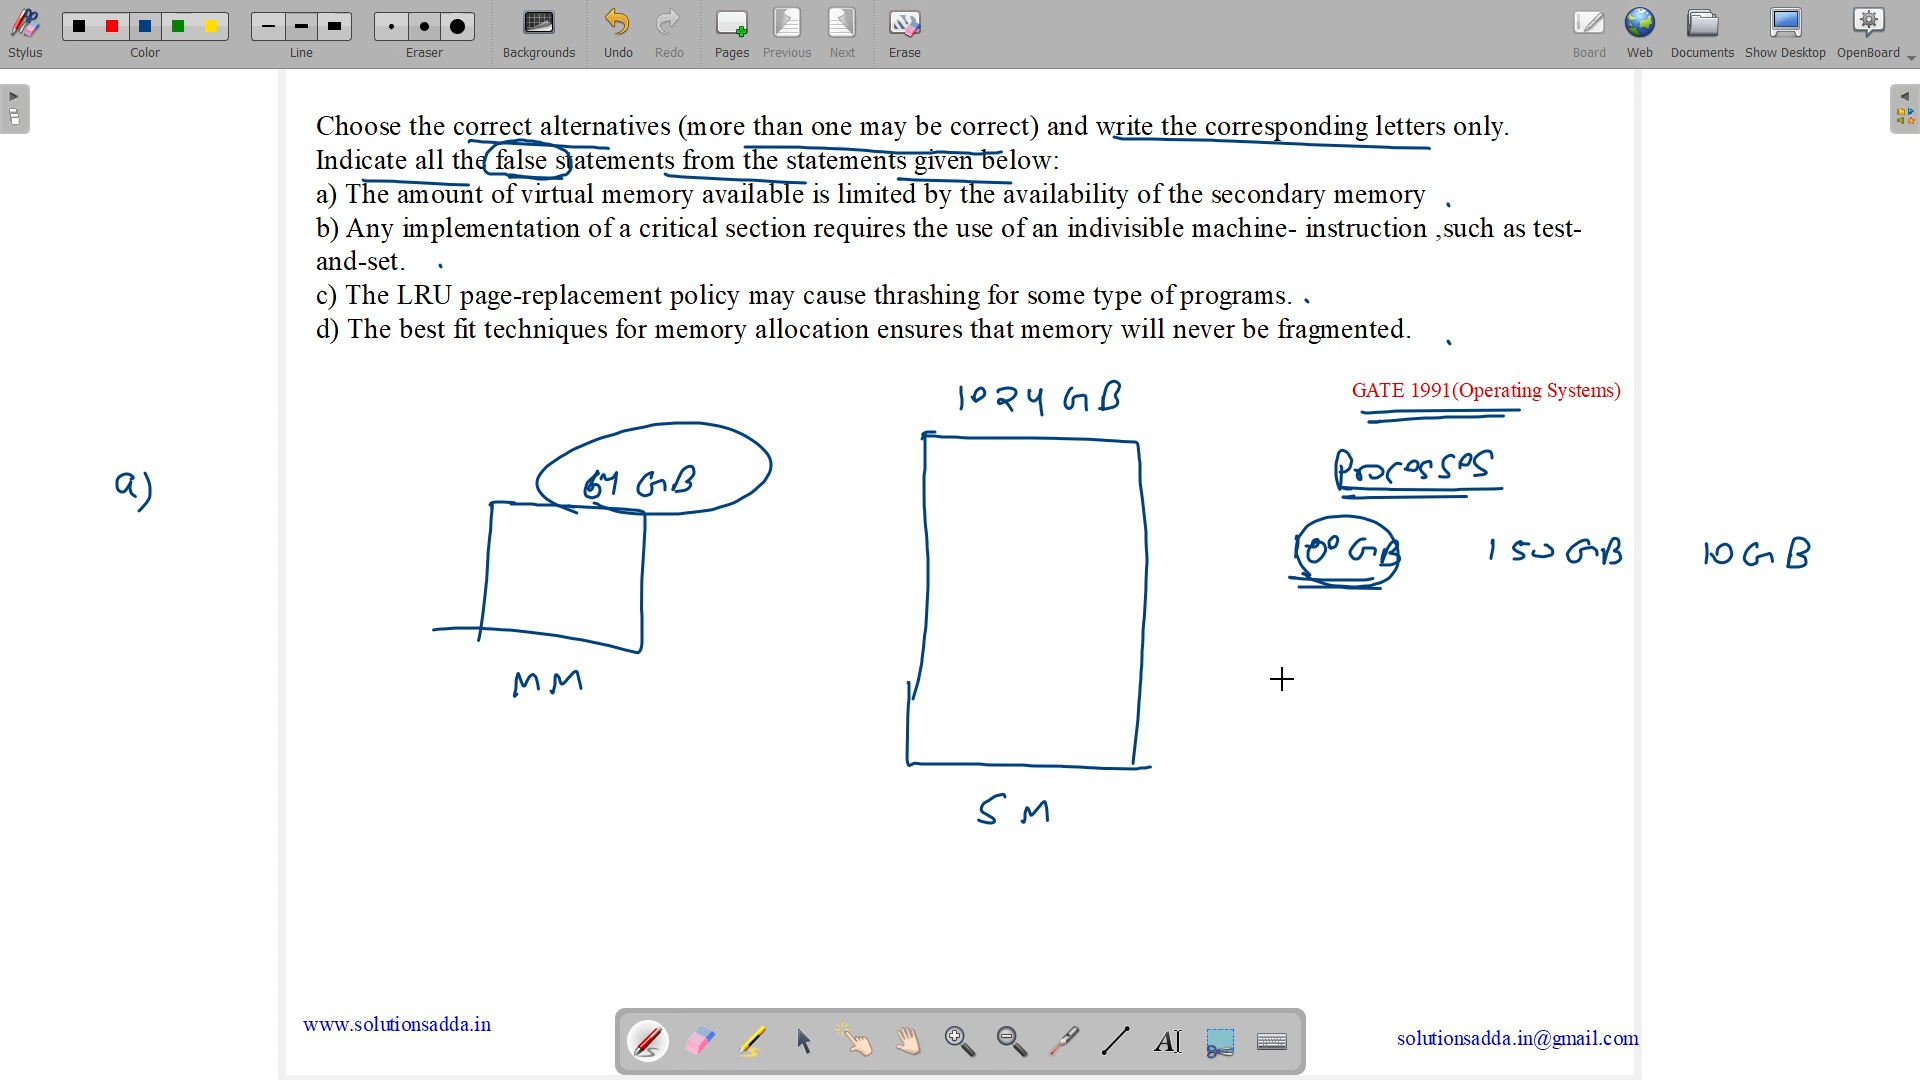 Stylus Color Line Eraser Backgrounds Undo Redo Pages Previous Next Erase Board Web Documents Show Desktop OpenBoard
Choose the correct alternatives (more than one may be correct) and write the corresponding letters only.
Indicate all the false statements from the statements given below:
a) The amount of virtual memory available is limited by the availability of the secondary memory
b) Any implementation of a critical section requires the use of an indivisible machine- instruction ,such as test-
and-set.
c) The LRU page-replacement policy may cause thrashing for some type of programs.
d) The best fit techniques for memory allocation ensures that memory will never be fragmented.
GATE 1991(Operating Systems)
1024 GB
Processes
a)
64 GB
100 GB 150 GB 10 GB
MM
SM
www.solutionsadda.in
solutionsadda.in@gmail.com